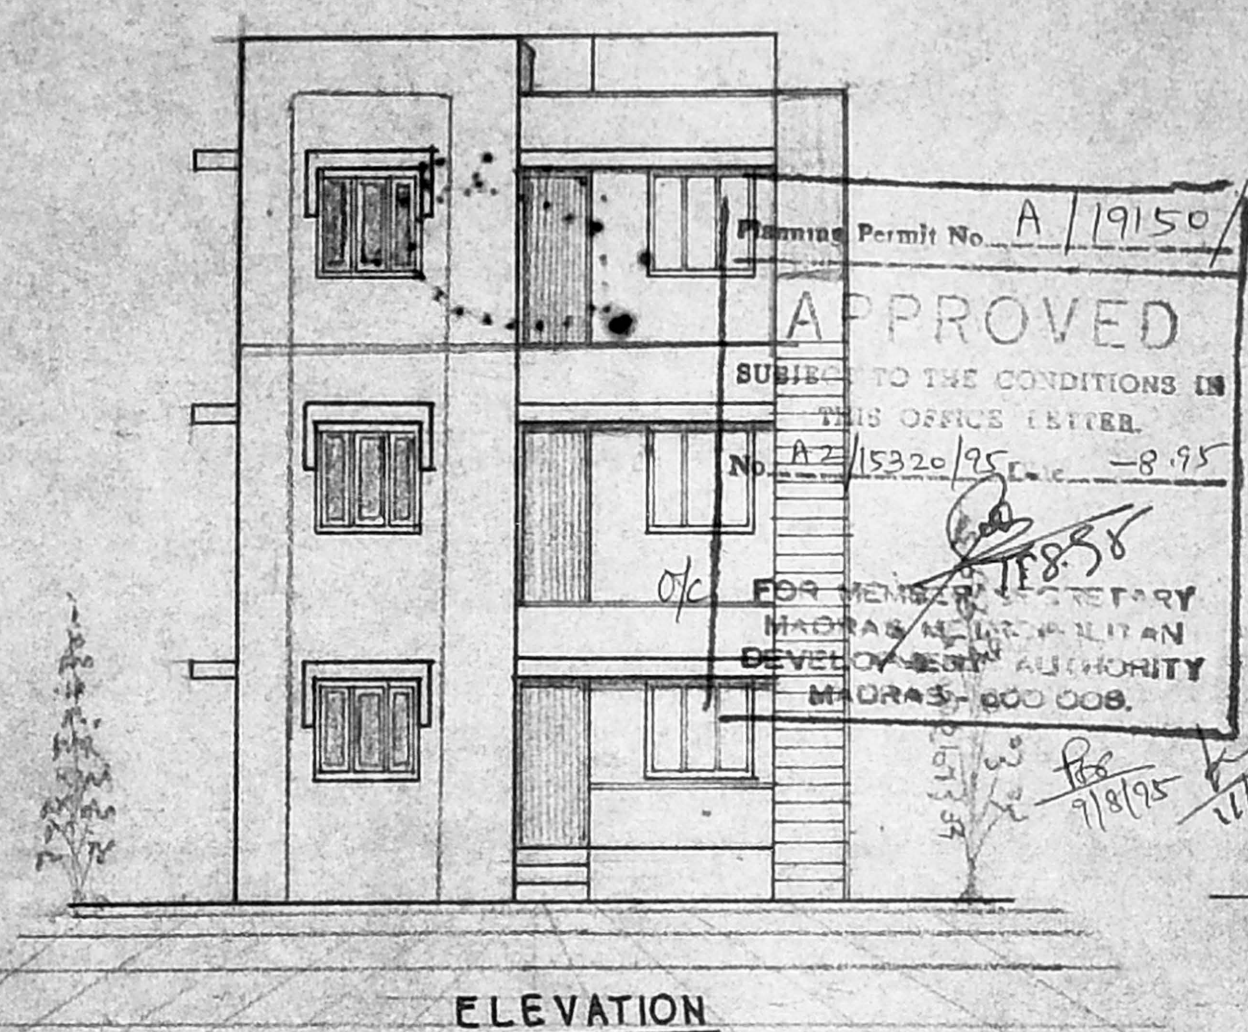 Planning Permit No. A/19150/
APPROVED
SUBJECT TO THE CONDITIONS IN
THIS OFFICE LETTER.
No. A2/15320/95 Date -8.95
O/C
FOR MEMBER SECRETARY
MADRAS METROPOLITAN
DEVELOPMENT AUTHORITY
MADRAS - 600 008.
9/8/95
ELEVATION